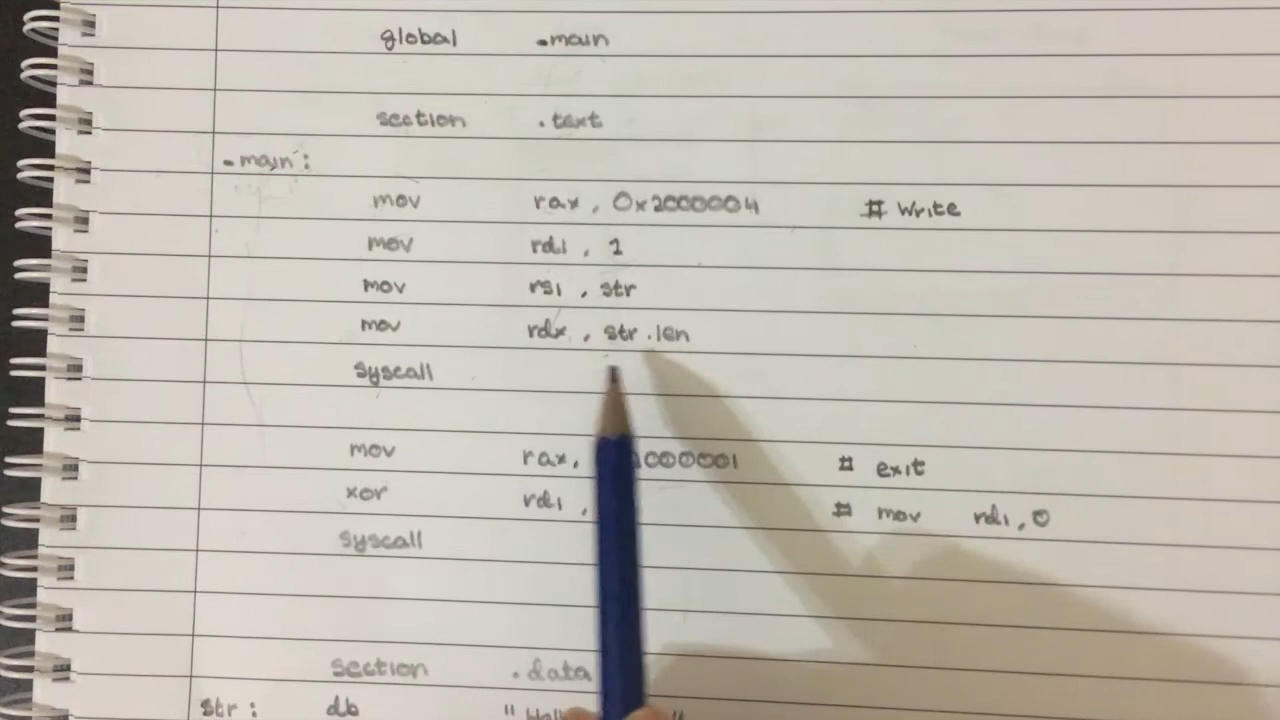 global _main
section .text
_main:
mov rax, 0x2000004 # Write
mov rdi, 1
mov rsi, str
mov rdx, str.len
syscall
mov rax, 000001 # exit
xor rdi, # mov rdi, 0
syscall
section .data
str: db "